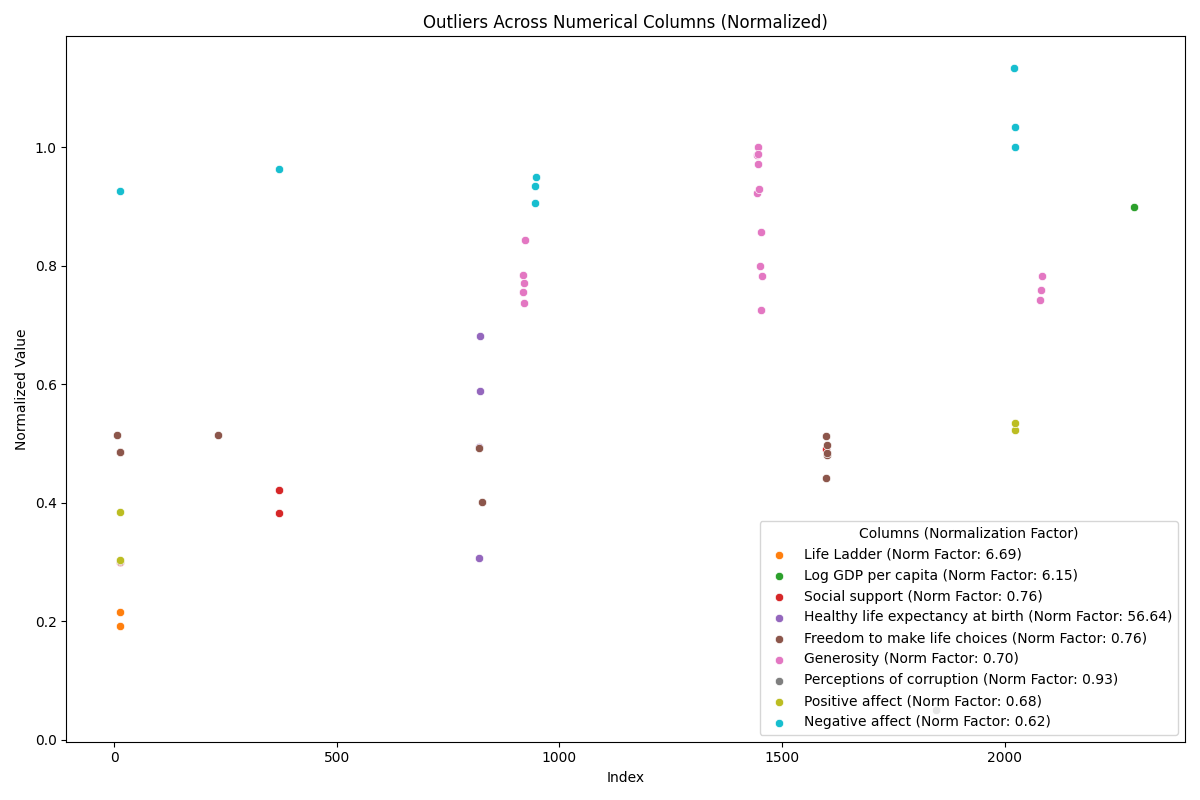 Outliers Across Numerical Columns (Normalized)
Normalized Value
1.0
0.8
0.6
0.4
0.2
0.0
0
500
1000
1500
2000
Index
Columns (Normalization Factor)
Life Ladder (Norm Factor: 6.69)
Log GDP per capita (Norm Factor: 6.15)
Social support (Norm Factor: 0.76)
Healthy life expectancy at birth (Norm Factor: 56.64)
Freedom to make life choices (Norm Factor: 0.76)
Generosity (Norm Factor: 0.70)
Perceptions of corruption (Norm Factor: 0.93)
Positive affect (Norm Factor: 0.68)
Negative affect (Norm Factor: 0.62)